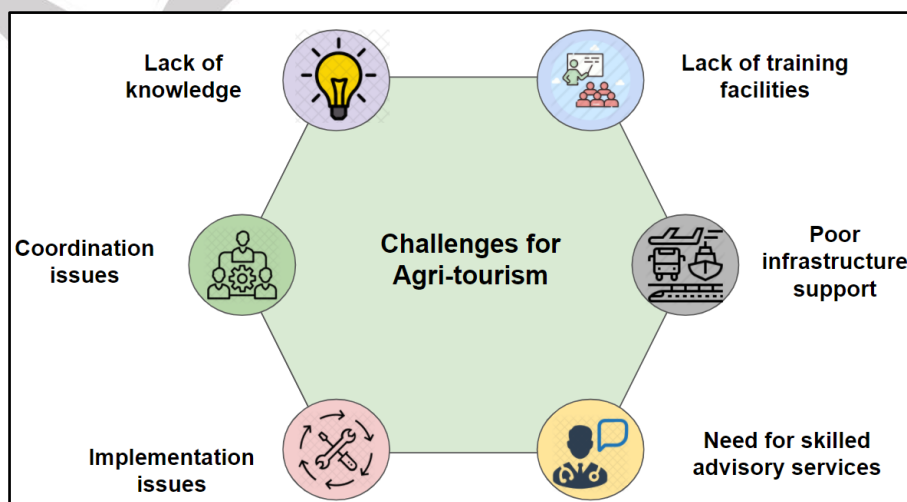 Lack of
knowledge
Lack of training
facilities
Coordination
issues
Challenges for
Agri-tourism
Poor
infrastructure
support
Implementation
issues
Need for skilled
advisory services